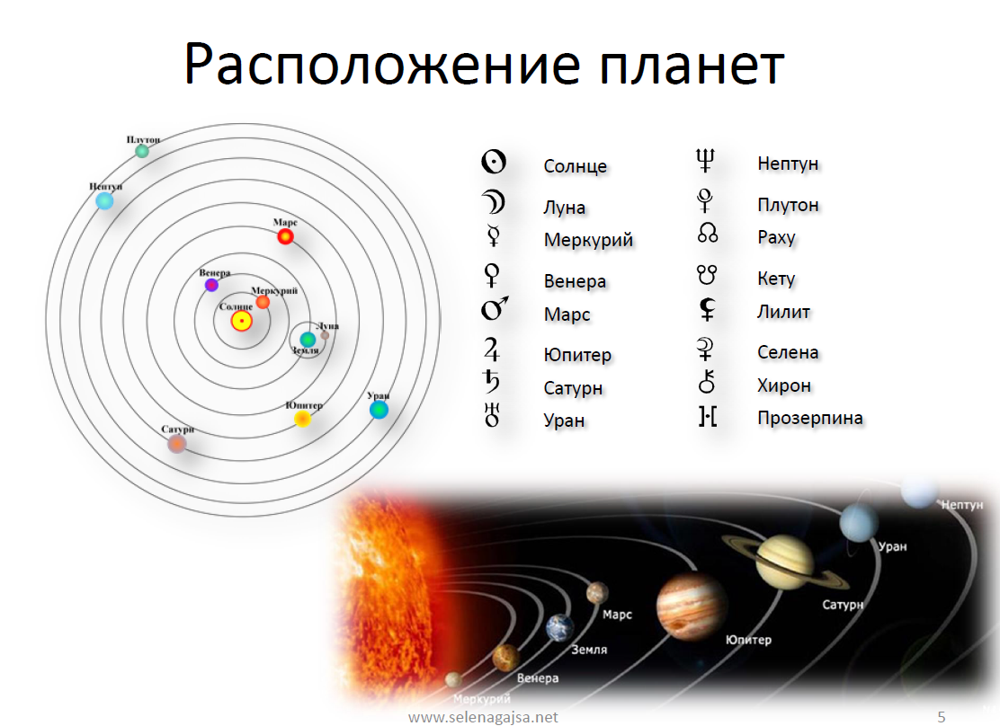 Расположение планет
Плутон
Нептун
Марс
Венера
Меркурий
Солнце
Луна
Земля
Юпитер
Уран
Сатурн
Солнце
Луна
Меркурий
Венера
Марс
Юпитер
Сатурн
Уран
Нептун
Плутон
Раху
Кету
Лилит
Селена
Хирон
Прозерпина
Нептун
Уран
Сатурн
Марс
Юпитер
Земля
Венера
Меркурий
www.selenagajsa.net
5